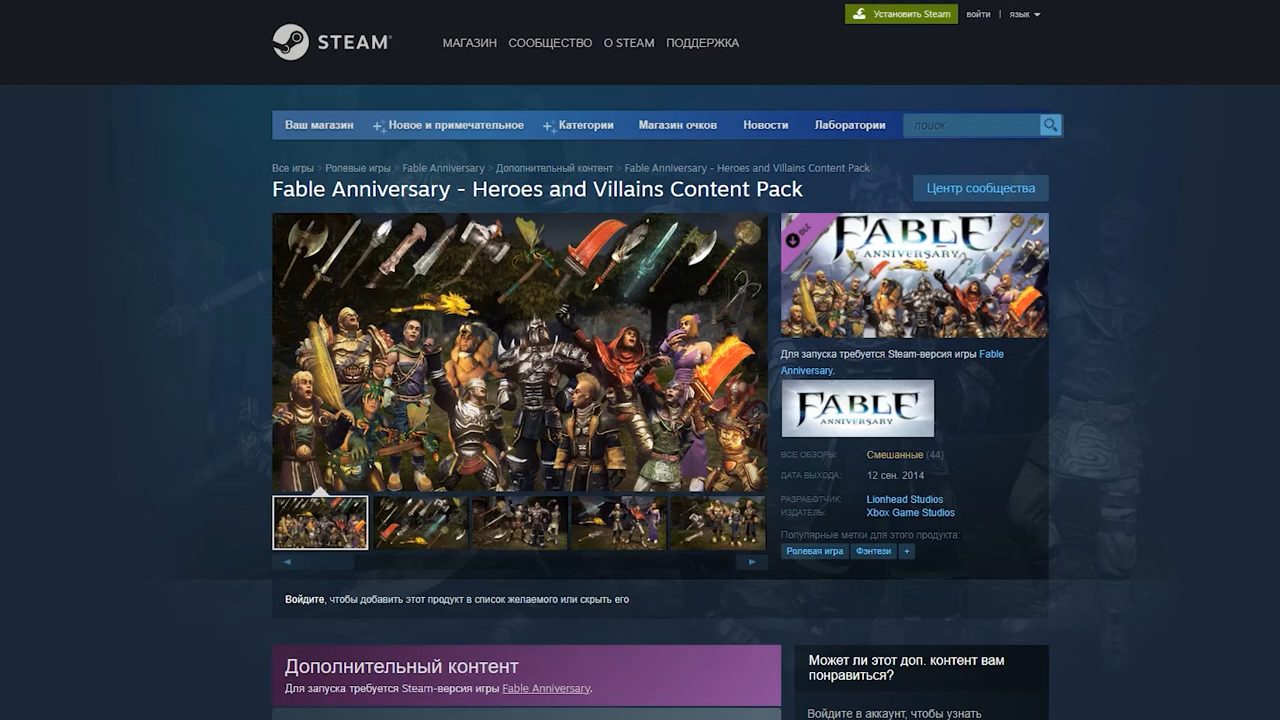 Установить Steam
войти | язык
STEAM
МАГАЗИН СООБЩЕСТВО О STEAM ПОДДЕРЖКА
Ваш магазин Новое и примечательное Категории Магазин очков Новости Лаборатории поиск
Все игры > Ролевые игры > Fable Anniversary > Дополнительный контент > Fable Anniversary - Heroes and Villains Content Pack
Fable Anniversary - Heroes and Villains Content Pack
Центр сообщества
DLC
FABLE
ANNIVERSARY
Для запуска требуется Steam-версия игры Fable
Anniversary.
FABLE
ANNIVERSARY
ВСЕ ОБЗОРЫ: Смешанные (44)
ДАТА ВЫХОДА: 12 сен. 2014
РАЗРАБОТЧИК: Lionhead Studios
ИЗДАТЕЛЬ: Xbox Game Studios
Популярные метки для этого продукта:
Ролевая игра Фэнтези +
Войдите, чтобы добавить этот продукт в список желаемого или скрыть его
Дополнительный контент
Для запуска требуется Steam-версия игры Fable Anniversary.
Может ли этот доп. контент вам
понравиться?
Войдите в аккаунт, чтобы узнать